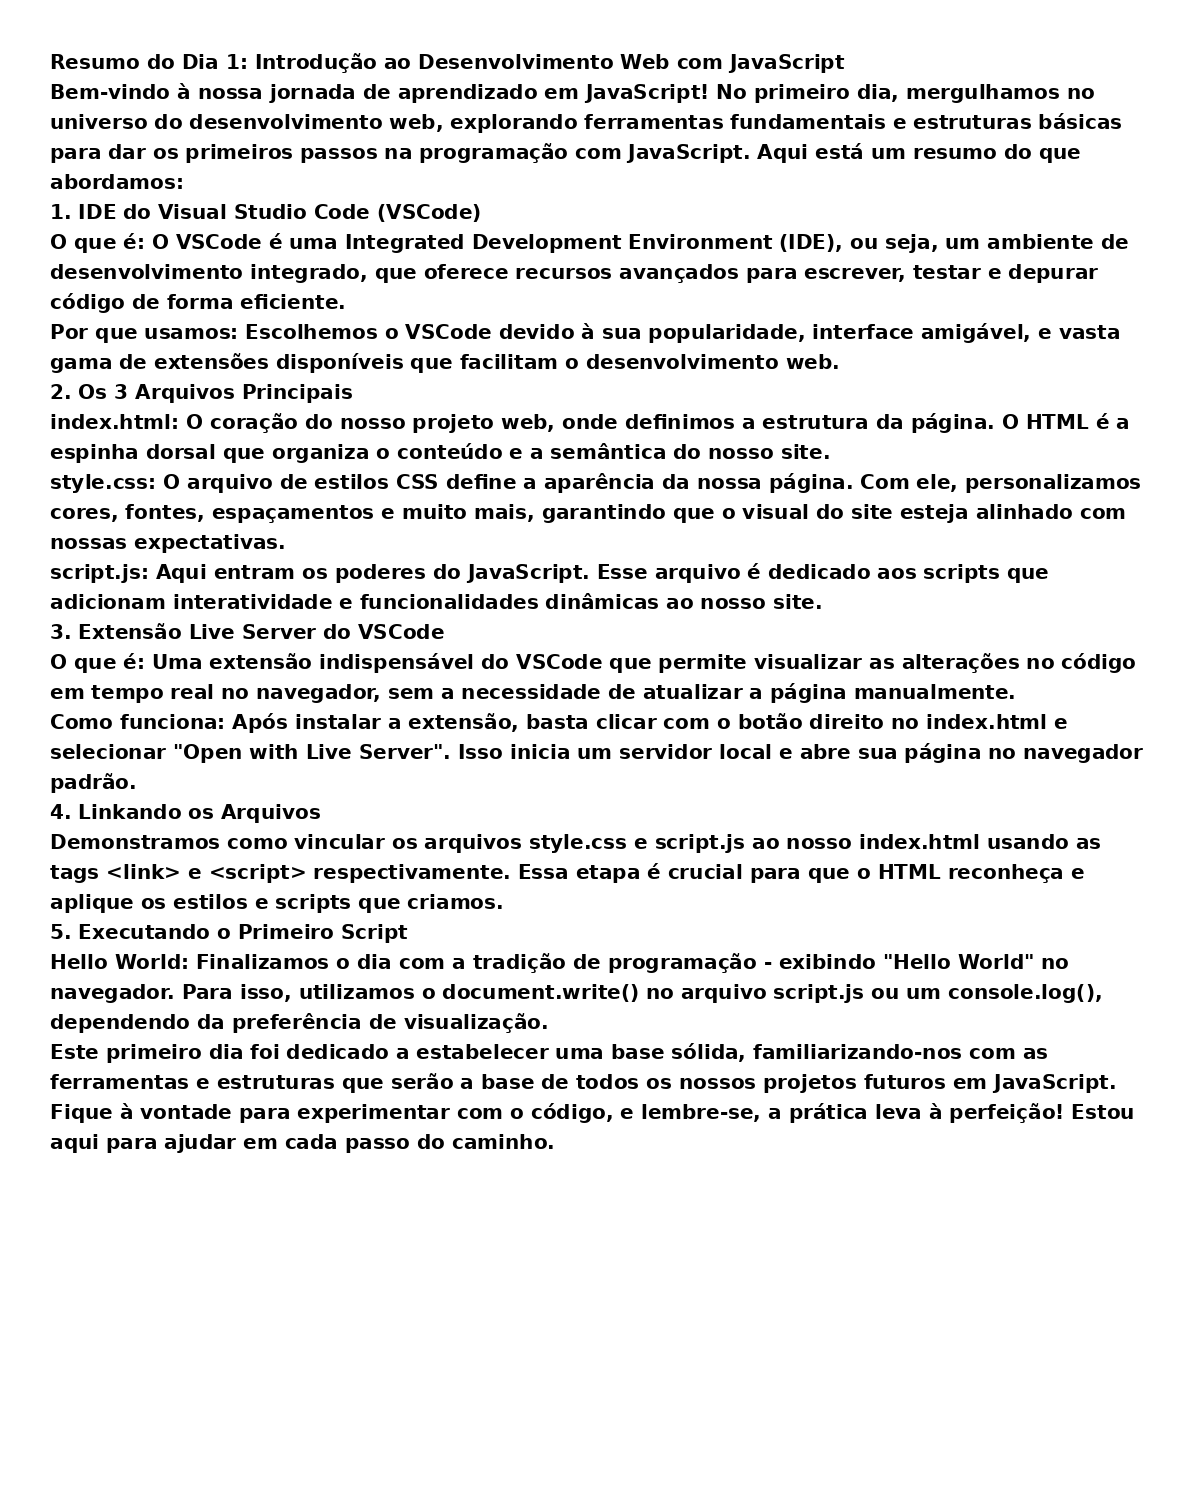 Resumo do Dia 1: Introdução ao Desenvolvimento Web com JavaScript
Bem-vindo à nossa jornada de aprendizado em JavaScript! No primeiro dia, mergulhamos no
universo do desenvolvimento web, explorando ferramentas fundamentais e estruturas básicas
para dar os primeiros passos na programação com JavaScript. Aqui está um resumo do que
abordamos:
1. IDE do Visual Studio Code (VSCode)
O que é: O VSCode é uma Integrated Development Environment (IDE), ou seja, um ambiente de
desenvolvimento integrado, que oferece recursos avançados para escrever, testar e depurar
código de forma eficiente.
Por que usamos: Escolhemos o VSCode devido à sua popularidade, interface amigável, e vasta
gama de extensões disponíveis que facilitam o desenvolvimento web.
2. Os 3 Arquivos Principais
index.html: O coração do nosso projeto web, onde definimos a estrutura da página. O HTML é a
espinha dorsal que organiza o conteúdo e a semântica do nosso site.
style.css: O arquivo de estilos CSS define a aparência da nossa página. Com ele, personalizamos
cores, fontes, espaçamentos e muito mais, garantindo que o visual do site esteja alinhado com
nossas expectativas.
script.js: Aqui entram os poderes do JavaScript. Esse arquivo é dedicado aos scripts que
adicionam interatividade e funcionalidades dinâmicas ao nosso site.
3. Extensão Live Server do VSCode
O que é: Uma extensão indispensável do VSCode que permite visualizar as alterações no código
em tempo real no navegador, sem a necessidade de atualizar a página manualmente.
Como funciona: Após instalar a extensão, basta clicar com o botão direito no index.html e
selecionar "Open with Live Server". Isso inicia um servidor local e abre sua página no navegador
padrão.
4. Linkando os Arquivos
Demonstramos como vincular os arquivos style.css e script.js ao nosso index.html usando as
tags <link> e <script> respectivamente. Essa etapa é crucial para que o HTML reconheça e
aplique os estilos e scripts que criamos.
5. Executando o Primeiro Script
Hello World: Finalizamos o dia com a tradição de programação - exibindo "Hello World" no
navegador. Para isso, utilizamos o document.write() no arquivo script.js ou um console.log(),
dependendo da preferência de visualização.
Este primeiro dia foi dedicado a estabelecer uma base sólida, familiarizando-nos com as
ferramentas e estruturas que serão a base de todos os nossos projetos futuros em JavaScript.
Fique à vontade para experimentar com o código, e lembre-se, a prática leva à perfeição! Estou
aqui para ajudar em cada passo do caminho.